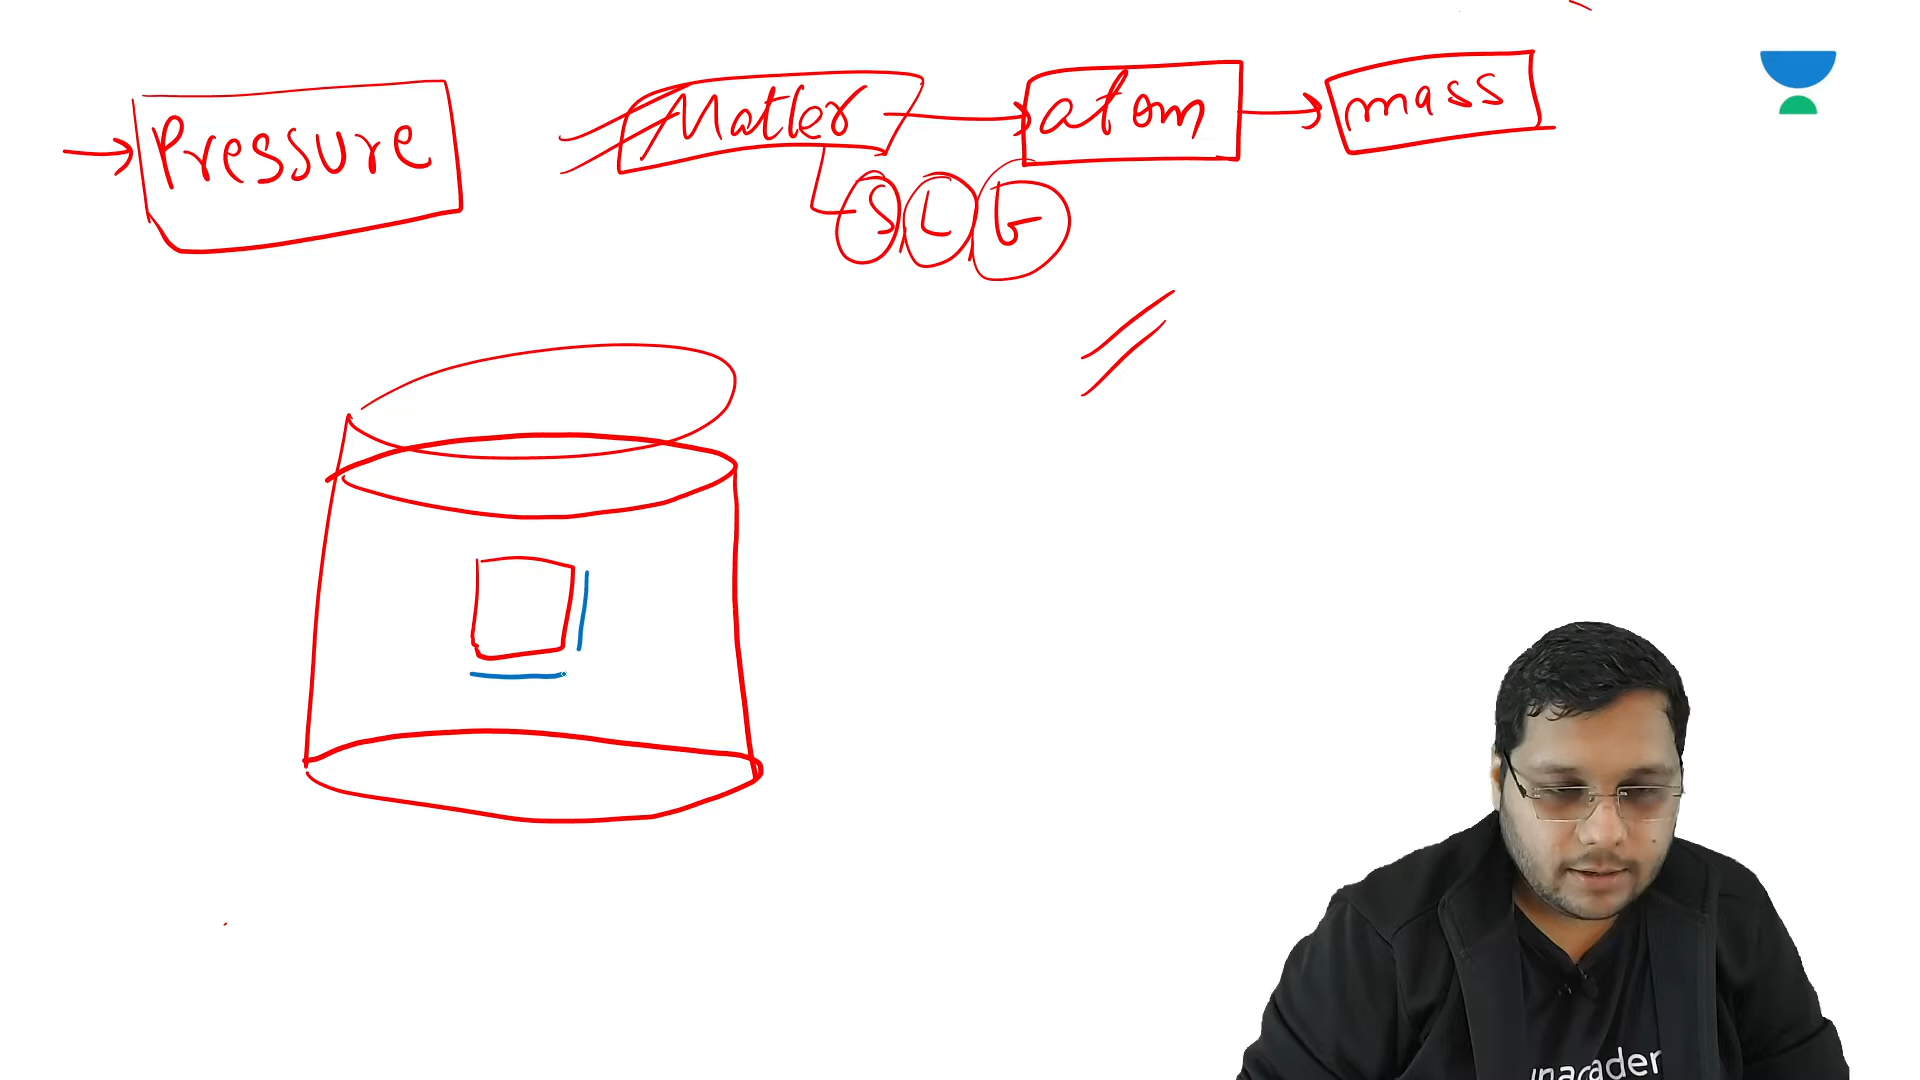 Pressure
Matter
atom
mass
S, L, G
unacader